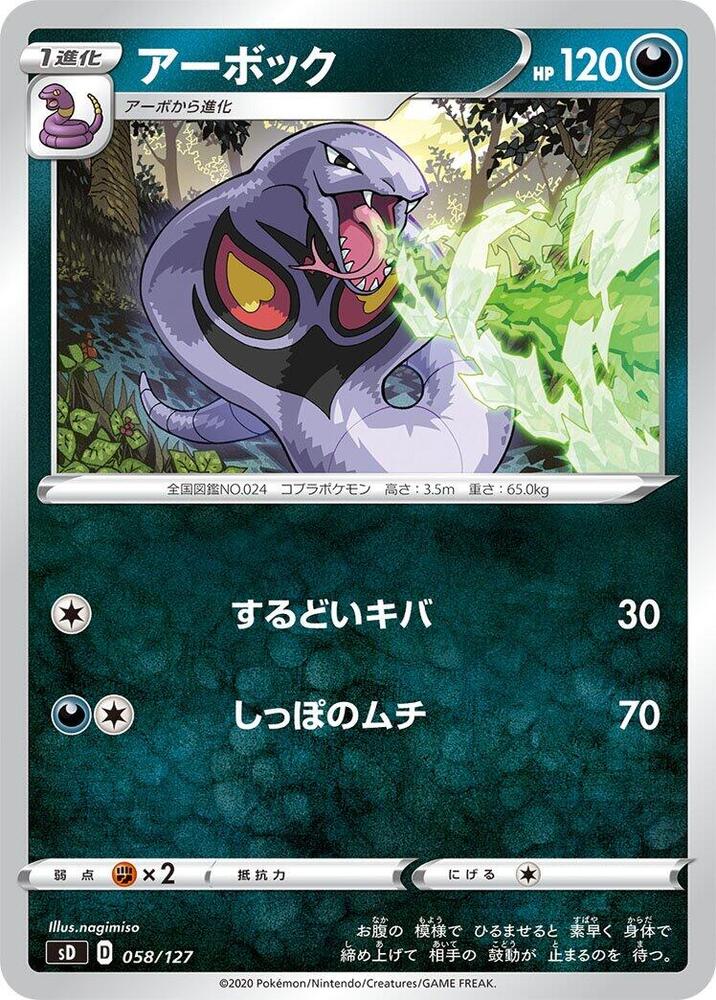 1進化
アーボック
HP 120
アーボから進化
全国図鑑NO.024 コブラポケモン 高さ:3.5m 重さ:65.0kg
するどいキバ 30
しっぽのムチ 70
弱点 ×2 抵抗力 にげる
Illus.nagimiso
sD D 058/127
お腹の模様で ひるませると 素早く 身体で
締め上げて 相手の 鼓動が 止まるのを 待つ。
©2020 Pokémon/Nintendo/Creatures/GAME FREAK.